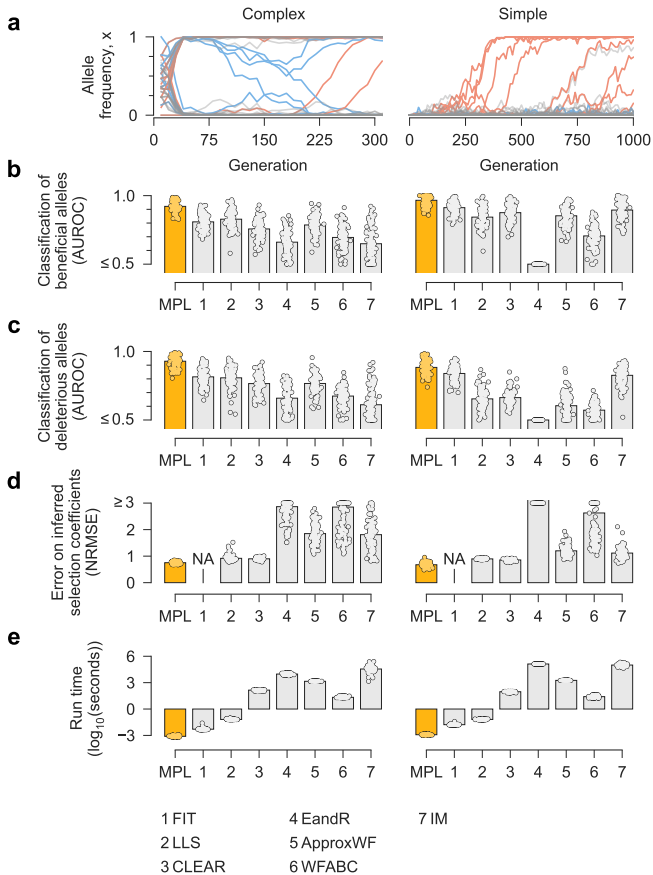 Complex
Simple
a
Allele
frequency, x
1
0
0
75
150
225
300
0
250
500
750
1000
Generation
Generation
b
Classification of
beneficial alleles
(AUROC)
1.0
≤0.5
MPL 1 2 3 4 5 6 7
MPL 1 2 3 4 5 6 7
c
Classification of
deleterious alleles
(AUROC)
1.0
≤0.5
MPL 1 2 3 4 5 6 7
MPL 1 2 3 4 5 6 7
d
Error on inferred
selection coefficients
(NRMSE)
≥3
2
1
0
NA
NA
MPL 1 2 3 4 5 6 7
MPL 1 2 3 4 5 6 7
e
Run time
(log10(seconds))
6
3
0
−3
MPL 1 2 3 4 5 6 7
MPL 1 2 3 4 5 6 7
1 FIT
4 EandR
7 IM
2 LLS
5 ApproxWF
3 CLEAR
6 WFABC